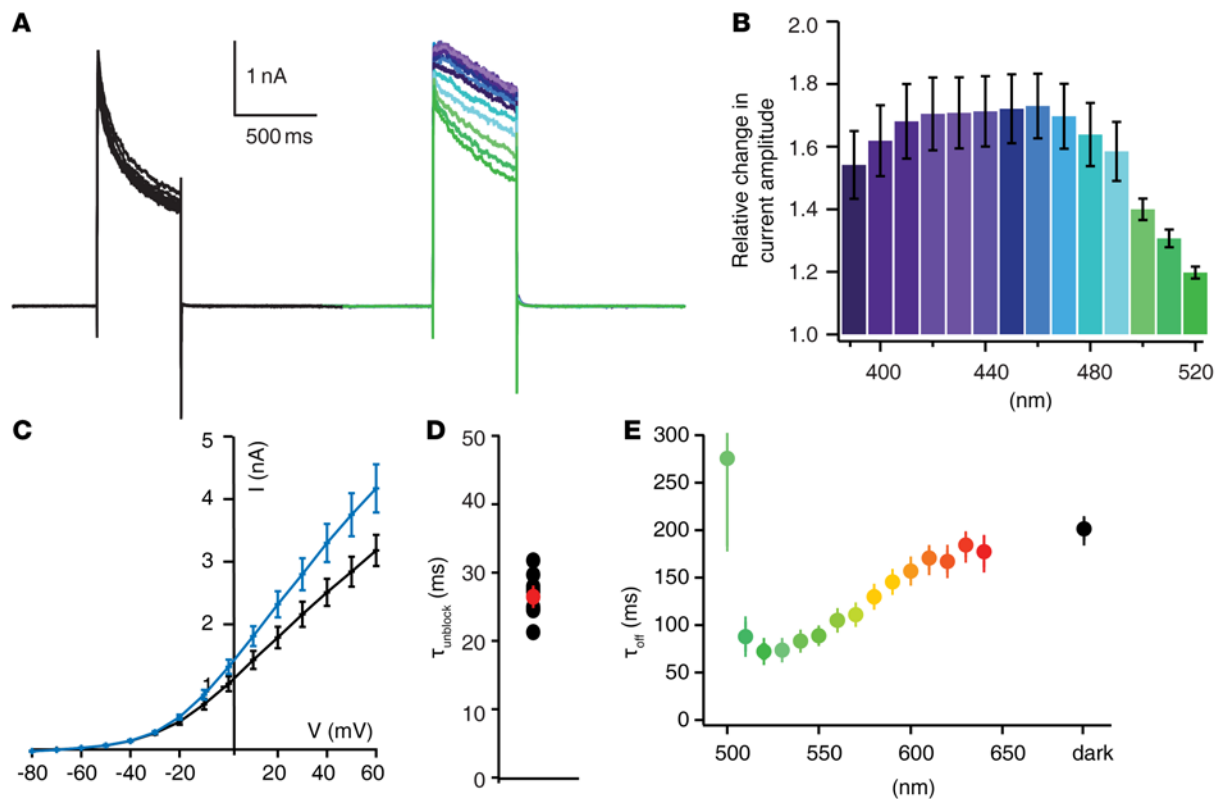 A
1 nA
500 ms
B
Relative change in
current amplitude
2.0
1.8
1.6
1.4
1.2
1.0
400
440
480
520
(nm)
C
5
4
3
2
1
I (nA)
V (mV)
-80
-60
-40
-20
20
40
60
D
τunblock (ms)
50
40
30
20
10
0
E
τoff (ms)
300
250
200
150
100
50
0
500
550
600
650
dark
(nm)